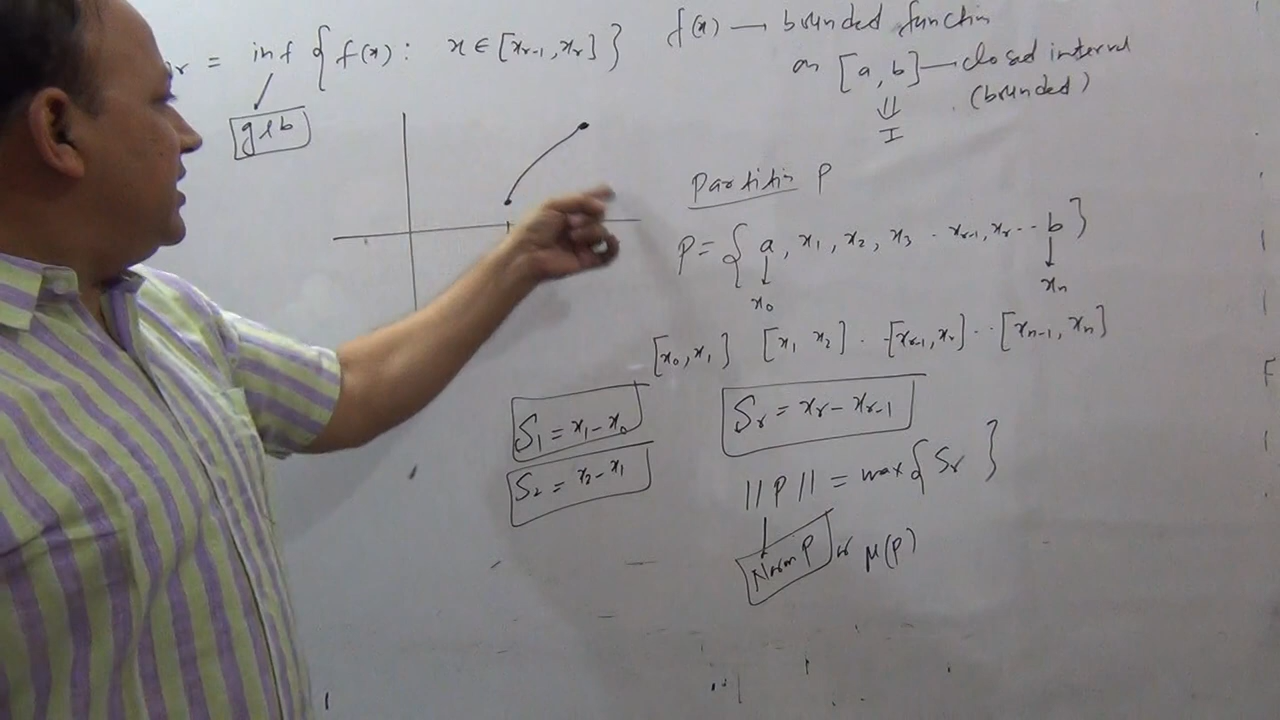 r = inf { f(x) : x ∈ [xr-1, xr] }
glb
f(x) → bounded functin
on [a, b] → closed interval
(bounded)
⇓
I
Partitin P
P = { a, x1, x2, x3 . xr-1, xr .. b }
x0
xn
[x0, x1] [x1 x2] . [xr-1, xr] .. [xn-1, xn]
S1 = x1 - x0
Sr = xr - xr-1
S2 = x2 - x1
||P|| = max { Sr }
Norm P or μ(P)